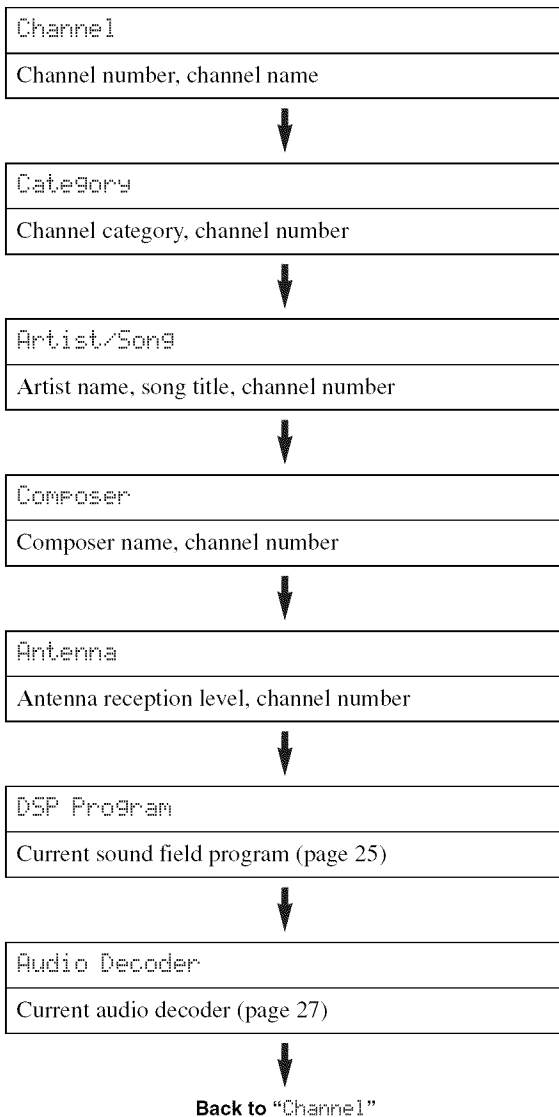 Channel
Channel number, channel name
Category
Channel category, channel number
Artist/Song
Artist name, song title, channel number
Composer
Composer name, channel number
Antenna
Antenna reception level, channel number
DSP Program
Current sound field program (page 25)
Audio Decoder
Current audio decoder (page 27)
Back to “Channel”